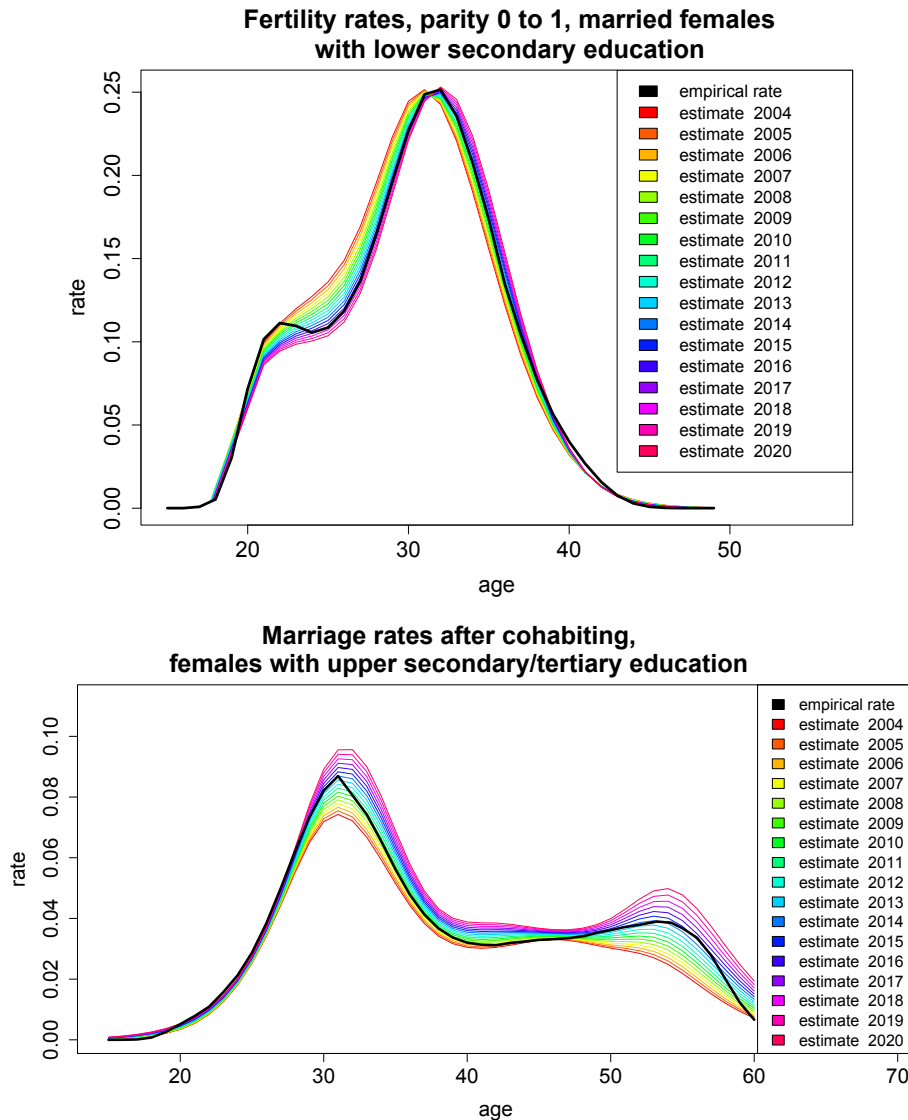 Fertility rates, parity 0 to 1, married females
with lower secondary education
rate
0.25
0.20
0.15
0.10
0.05
0.00
empirical rate
estimate 2004
estimate 2005
estimate 2006
estimate 2007
estimate 2008
estimate 2009
estimate 2010
estimate 2011
estimate 2012
estimate 2013
estimate 2014
estimate 2015
estimate 2016
estimate 2017
estimate 2018
estimate 2019
estimate 2020
20 30 40 50
age
Marriage rates after cohabiting,
females with upper secondary/tertiary education
rate
0.10
0.08
0.06
0.04
0.02
0.00
empirical rate
estimate 2004
estimate 2005
estimate 2006
estimate 2007
estimate 2008
estimate 2009
estimate 2010
estimate 2011
estimate 2012
estimate 2013
estimate 2014
estimate 2015
estimate 2016
estimate 2017
estimate 2018
estimate 2019
estimate 2020
20 30 40 50 60 70
age